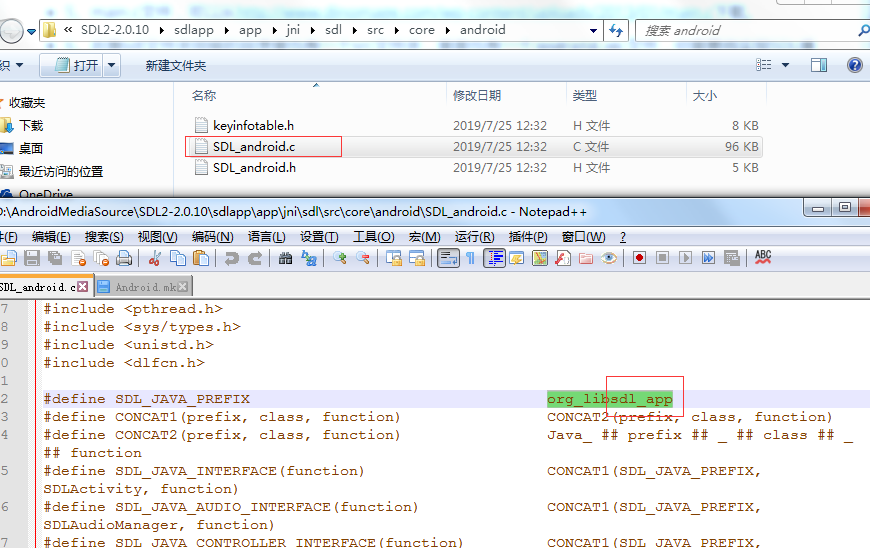 « SDL2-2.0.10 ▸ sdlapp ▸ app ▸ jni ▸ sdl ▸ src ▸ core ▸ android
搜索 android
织 打开 新建文件夹
收藏夹
下载
桌面
最近访问的位置
OneDrive
名称 修改日期 类型 大小
keyinfotable.h 2019/7/25 12:32 H 文件 8 KB
SDL_android.c 2019/7/25 12:32 C 文件 96 KB
SDL_android.h 2019/7/25 12:32 H 文件 5 KB
:\AndroidMediaSource\SDL2-2.0.10\sdlapp\app\jni\sdl\src\core\android\SDL_android.c - Notepad++
(F) 编辑(E) 搜索(S) 视图(V) 编码(N) 语言(L) 设置(T) 工具(O) 宏(M) 运行(R) 插件(P) 窗口(W) ?
ABC
SDL_android.c Android.mk
7 #include <pthread.h>
8 #include <sys/types.h>
9 #include <unistd.h>
0 #include <dlfcn.h>
1
2 #define SDL_JAVA_PREFIX org_libsdl_app
3 #define CONCAT1(prefix, class, function) CONCAT2(prefix, class, function)
4 #define CONCAT2(prefix, class, function) Java_ ## prefix ## _ ## class ## _
## function
5 #define SDL_JAVA_INTERFACE(function) CONCAT1(SDL_JAVA_PREFIX,
SDLActivity, function)
6 #define SDL_JAVA_AUDIO_INTERFACE(function) CONCAT1(SDL_JAVA_PREFIX,
SDLAudioManager, function)
7 #define SDL_JAVA_CONTROLLER_INTERFACE(function) CONCAT1(SDL_JAVA_PREFIX,